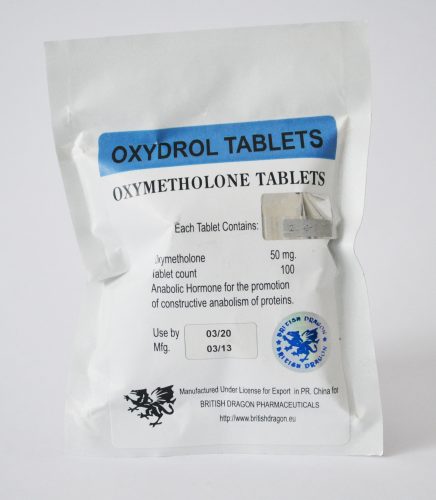 OXYDROL TABLETS
OXYMETHOLONE TABLETS
Each Tablet Contains:
xymetholone 50 mg.
Tablet count 100
Anabolic Hormone for the promotion
of constructive anabolism of proteins.
Use by 03/20
Mfg. 03/13
BRITISH DRAGON
BRITISH DRAGON
Manufactured Under License for Export in PR. China for
BRITISH DRAGON PHARMACEUTICALS
http://www.britishdragon.eu